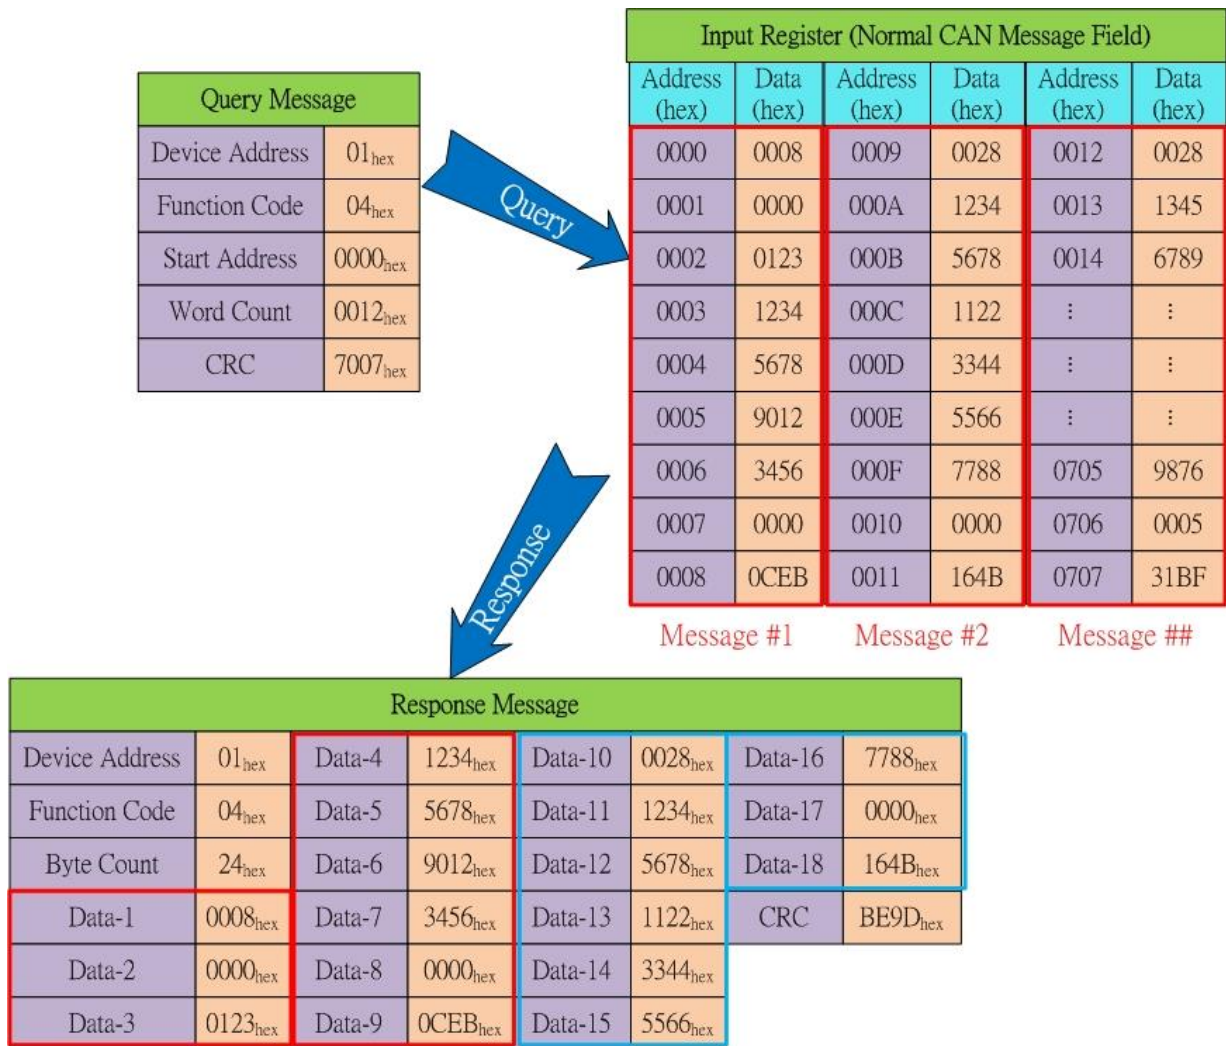 Input Register (Normal CAN Message Field)
Address (hex) Data (hex) Address (hex) Data (hex) Address (hex) Data (hex)
0000 0008 0009 0028 0012 0028
0001 0000 000A 1234 0013 1345
0002 0123 000B 5678 0014 6789
0003 1234 000C 1122 ⋮ ⋮
0004 5678 000D 3344 ⋮ ⋮
0005 9012 000E 5566 ⋮ ⋮
0006 3456 000F 7788 0705 9876
0007 0000 0010 0000 0706 0005
0008 0CEB 0011 164B 0707 31BF
Message #1 Message #2 Message ##
Query Message
Device Address 01hex
Function Code 04hex
Start Address 0000hex
Word Count 0012hex
CRC 7007hex
Query
Response
Response Message
Device Address 01hex Data-4 1234hex Data-10 0028hex Data-16 7788hex
Function Code 04hex Data-5 5678hex Data-11 1234hex Data-17 0000hex
Byte Count 24hex Data-6 9012hex Data-12 5678hex Data-18 164Bhex
Data-1 0008hex Data-7 3456hex Data-13 1122hex CRC BE9Dhex
Data-2 0000hex Data-8 0000hex Data-14 3344hex
Data-3 0123hex Data-9 0CEBhex Data-15 5566hex